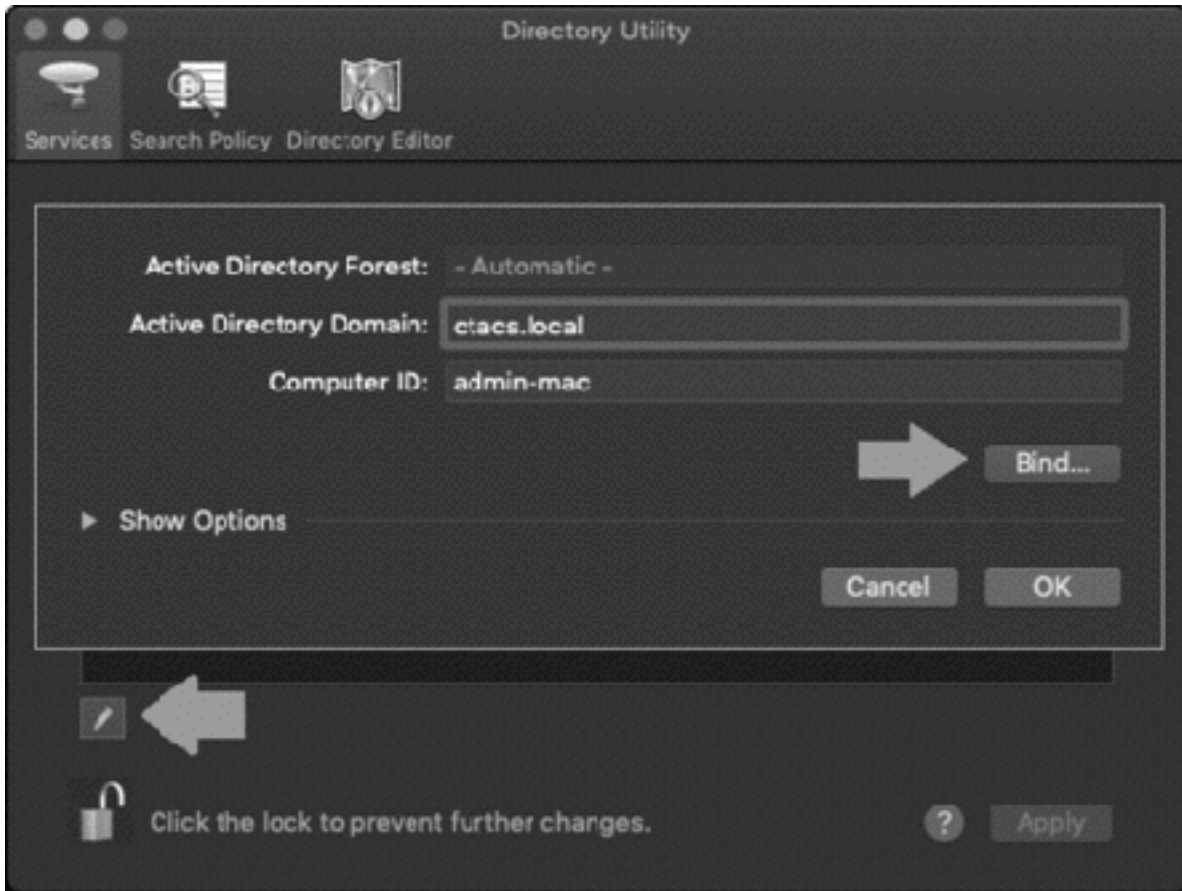 Directory Utility
Services Search Policy Directory Editor
Active Directory Forest: - Automatic -
Active Directory Domain: ctacs.local
Computer ID: admin-mac
Bind...
Show Options
Cancel OK
Click the lock to prevent further changes. ? Apply